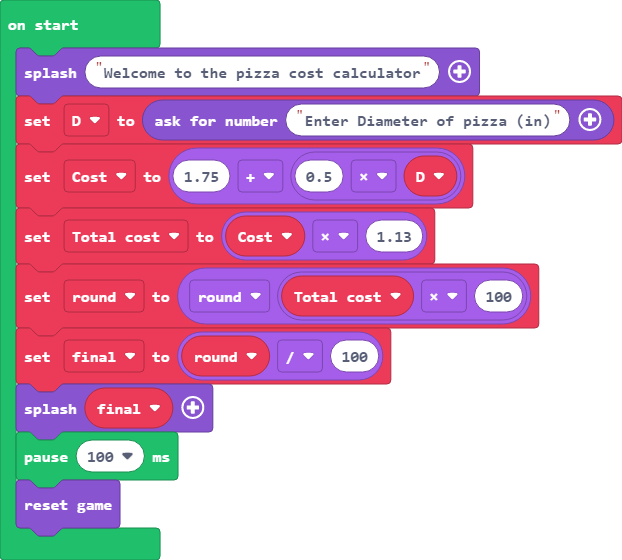 on start
splash "Welcome to the pizza cost calculator"
set D to ask for number "Enter Diameter of pizza (in)"
set Cost to 1.75 + 0.5 × D
set Total cost to Cost × 1.13
set round to round Total cost × 100
set final to round / 100
splash final
pause 100 ms
reset game